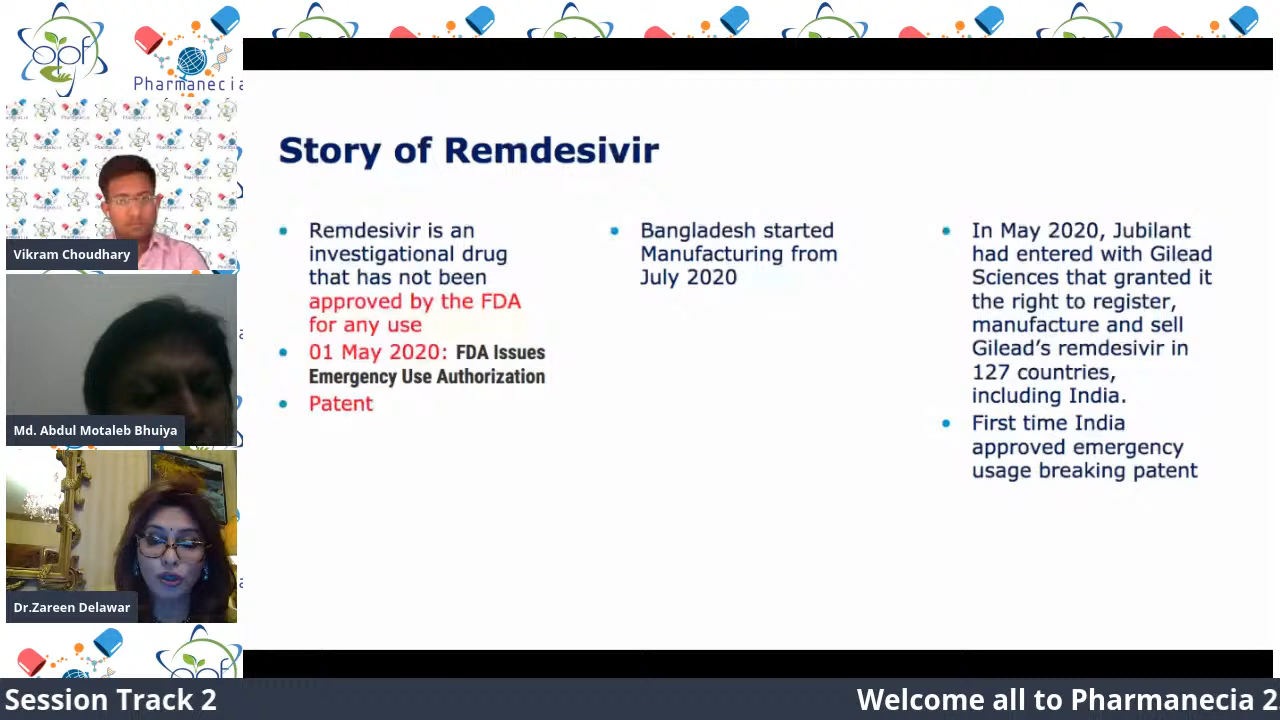 opf
Pharmanecia
Vikram Choudhary
Md. Abdul Motaleb Bhuiya
Dr.Zareen Delawar
Story of Remdesivir
Remdesivir is an
investigational drug
that has not been
approved by the FDA
for any use
01 May 2020: FDA Issues
Emergency Use Authorization
Patent
Bangladesh started
Manufacturing from
July 2020
In May 2020, Jubilant
had entered with Gilead
Sciences that granted it
the right to register,
manufacture and sell
Gilead’s remdesivir in
127 countries,
including India.
First time India
approved emergency
usage breaking patent
Session Track 2
Welcome all to Pharmanecia 2